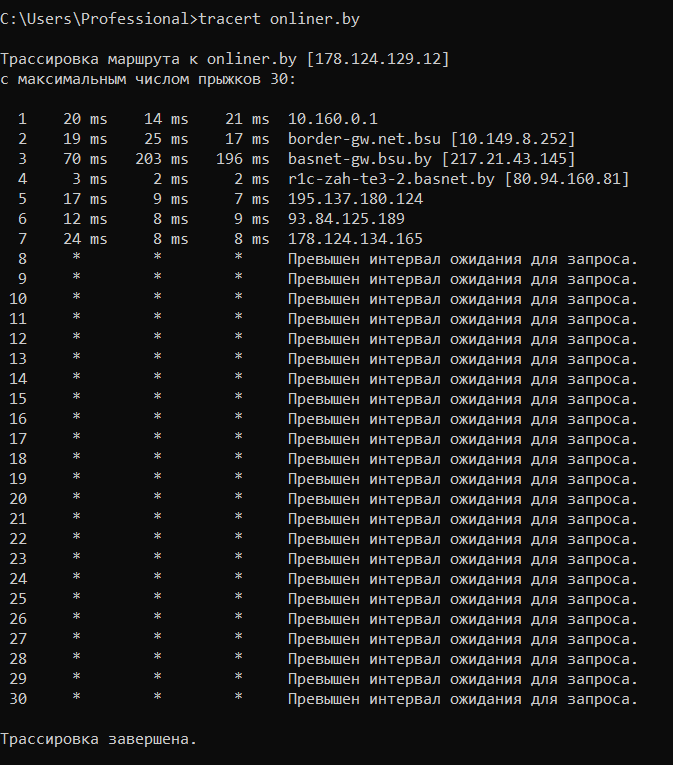 C:\Users\Professional>tracert onliner.by
Трассировка маршрута к onliner.by [178.124.129.12]
с максимальным числом прыжков 30:
1 20 ms 14 ms 21 ms 10.160.0.1
2 19 ms 25 ms 17 ms border-gw.net.bsu [10.149.8.252]
3 70 ms 203 ms 196 ms basnet-gw.bsu.by [217.21.43.145]
4 3 ms 2 ms 2 ms r1c-zah-te3-2.basnet.by [80.94.160.81]
5 17 ms 9 ms 7 ms 195.137.180.124
6 12 ms 8 ms 9 ms 93.84.125.189
7 24 ms 8 ms 8 ms 178.124.134.165
8 * * * Превышен интервал ожидания для запроса.
9 * * * Превышен интервал ожидания для запроса.
10 * * * Превышен интервал ожидания для запроса.
11 * * * Превышен интервал ожидания для запроса.
12 * * * Превышен интервал ожидания для запроса.
13 * * * Превышен интервал ожидания для запроса.
14 * * * Превышен интервал ожидания для запроса.
15 * * * Превышен интервал ожидания для запроса.
16 * * * Превышен интервал ожидания для запроса.
17 * * * Превышен интервал ожидания для запроса.
18 * * * Превышен интервал ожидания для запроса.
19 * * * Превышен интервал ожидания для запроса.
20 * * * Превышен интервал ожидания для запроса.
21 * * * Превышен интервал ожидания для запроса.
22 * * * Превышен интервал ожидания для запроса.
23 * * * Превышен интервал ожидания для запроса.
24 * * * Превышен интервал ожидания для запроса.
25 * * * Превышен интервал ожидания для запроса.
26 * * * Превышен интервал ожидания для запроса.
27 * * * Превышен интервал ожидания для запроса.
28 * * * Превышен интервал ожидания для запроса.
29 * * * Превышен интервал ожидания для запроса.
30 * * * Превышен интервал ожидания для запроса.
Трассировка завершена.